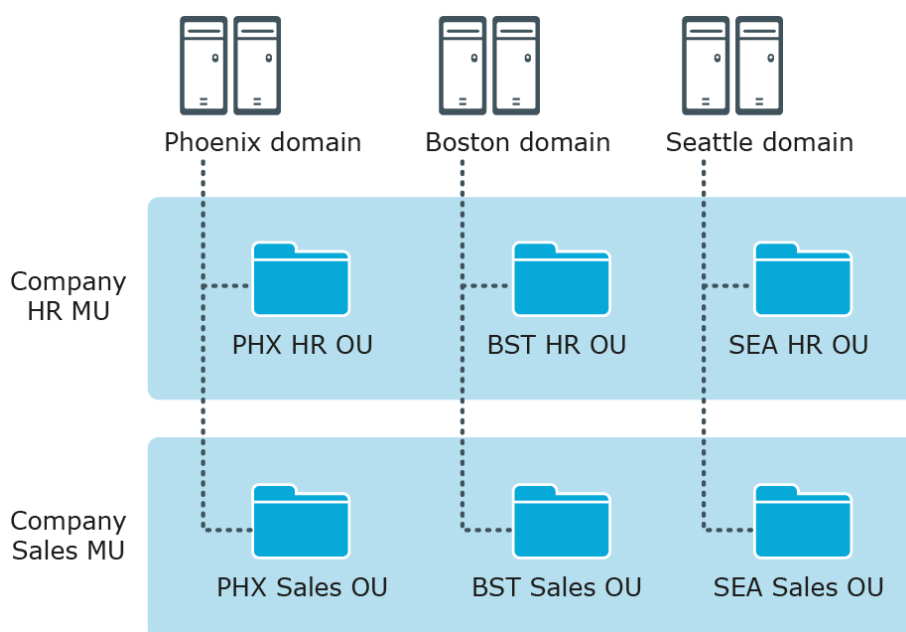 Phoenix domain
Boston domain
Seattle domain
Company
HR MU
PHX HR OU
BST HR OU
SEA HR OU
Company
Sales MU
PHX Sales OU
BST Sales OU
SEA Sales OU